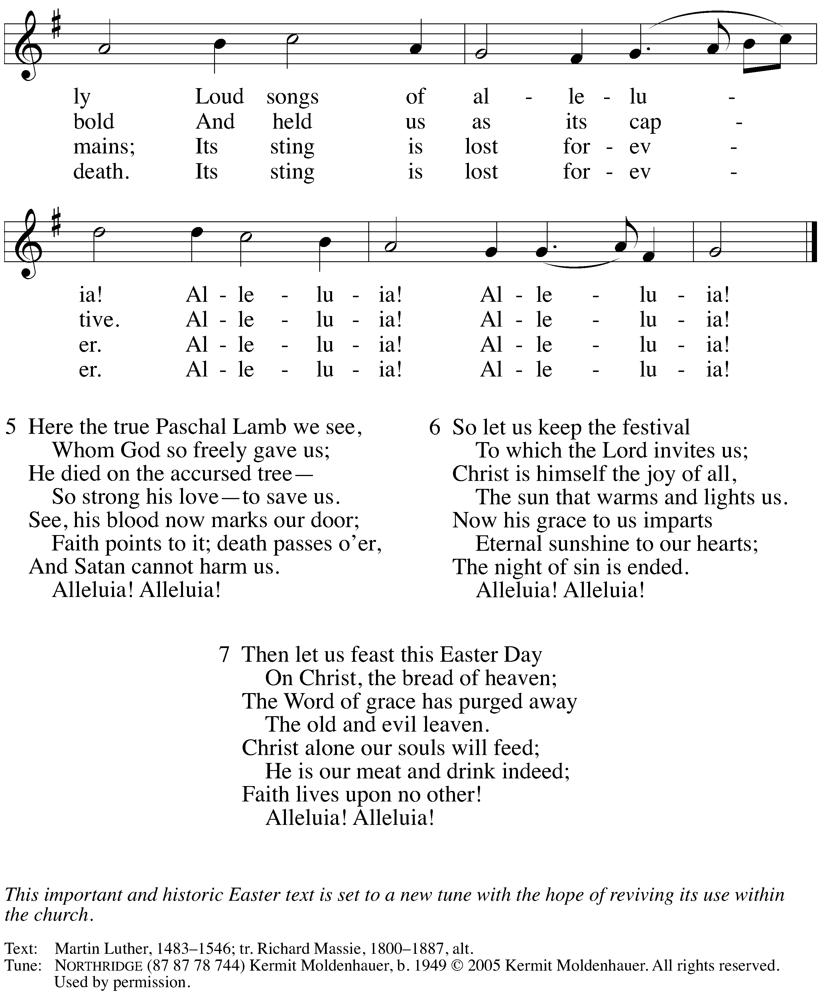 ly Loud songs of al - le - lu -
bold And held us as its cap -
mains; Its sting is lost for - ev -
death. Its sting is lost for - ev -
ia! Al - le - lu - ia! Al - le - lu - ia!
tive. Al - le - lu - ia! Al - le - lu - ia!
er. Al - le - lu - ia! Al - le - lu - ia!
er. Al - le - lu - ia! Al - le - lu - ia!
5 Here the true Paschal Lamb we see,
Whom God so freely gave us;
He died on the accursed tree—
So strong his love—to save us.
See, his blood now marks our door;
Faith points to it; death passes o’er,
And Satan cannot harm us.
Alleluia! Alleluia!
6 So let us keep the festival
To which the Lord invites us;
Christ is himself the joy of all,
The sun that warms and lights us.
Now his grace to us imparts
Eternal sunshine to our hearts;
The night of sin is ended.
Alleluia! Alleluia!
7 Then let us feast this Easter Day
On Christ, the bread of heaven;
The Word of grace has purged away
The old and evil leaven.
Christ alone our souls will feed;
He is our meat and drink indeed;
Faith lives upon no other!
Alleluia! Alleluia!
This important and historic Easter text is set to a new tune with the hope of reviving its use within
the church.
Text: Martin Luther, 1483–1546; tr. Richard Massie, 1800–1887, alt.
Tune: NORTHRIDGE (87 87 78 744) Kermit Moldenhauer, b. 1949 © 2005 Kermit Moldenhauer. All rights reserved.
Used by permission.